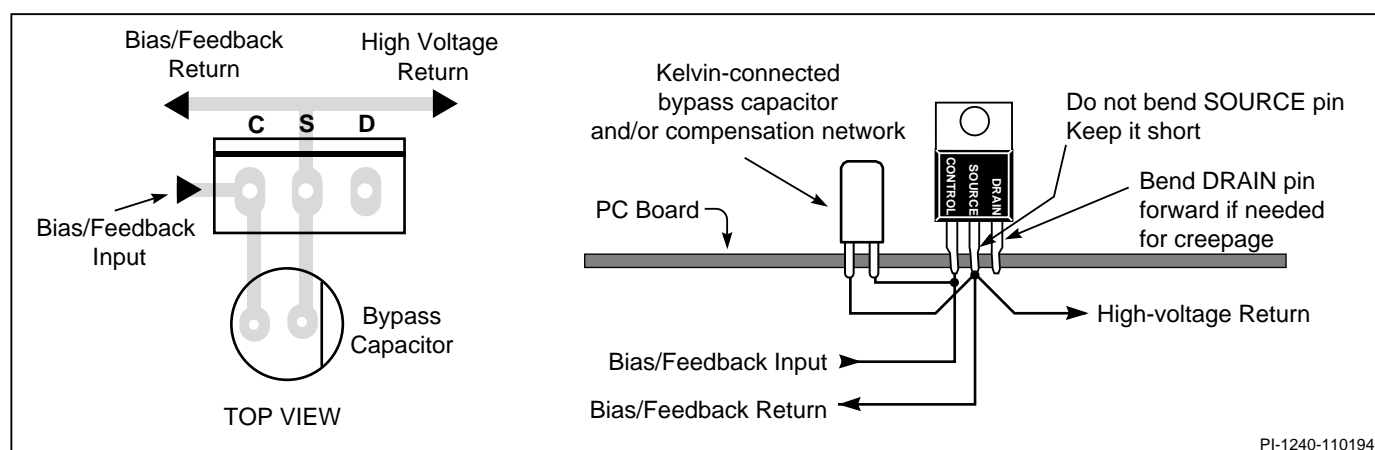 Bias/Feedback
Return
High Voltage
Return
C S D
Bias/Feedback
Input
Bypass
Capacitor
TOP VIEW
Kelvin-connected
bypass capacitor
and/or compensation network
Do not bend SOURCE pin
Keep it short
CONTROL
SOURCE
DRAIN
Bend DRAIN pin
forward if needed
for creepage
PC Board
High-voltage Return
Bias/Feedback Input
Bias/Feedback Return
PI-1240-110194